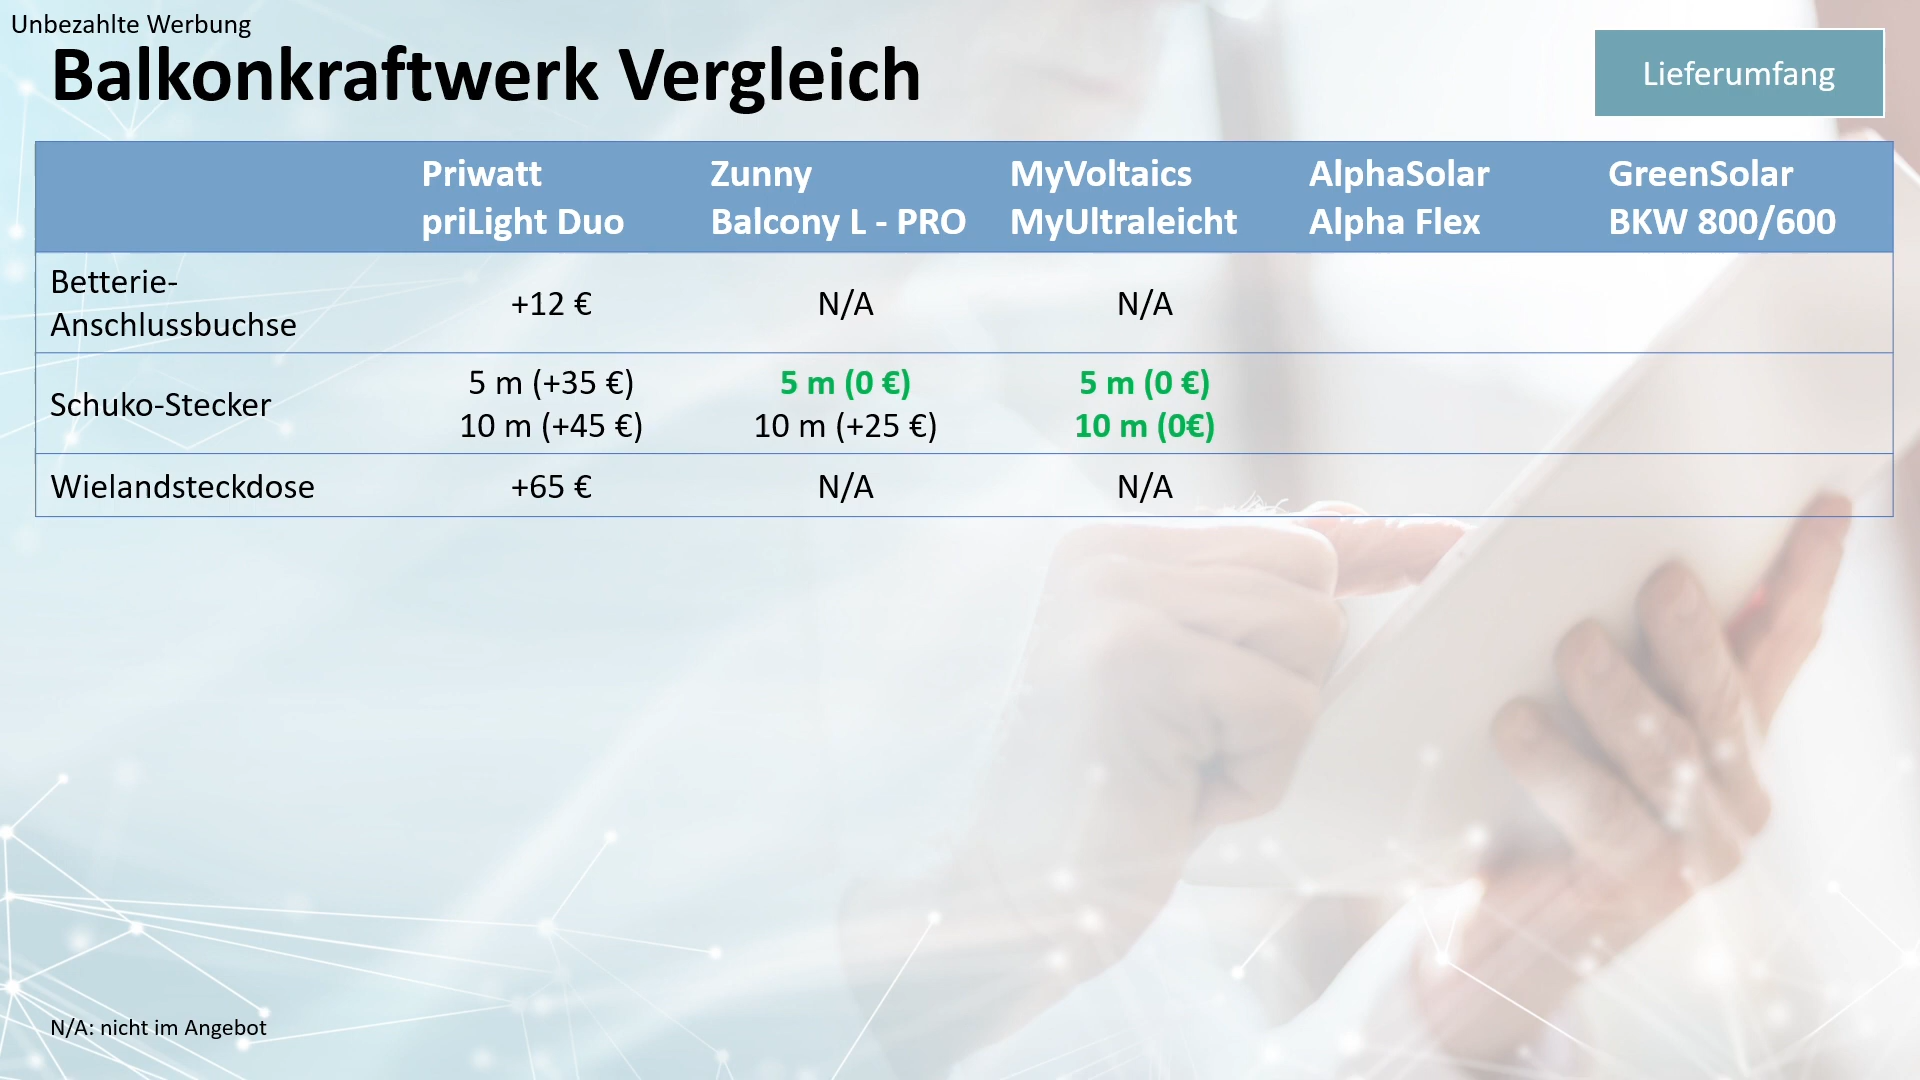 Unbezahlte Werbung
Balkonkraftwerk Vergleich
Lieferumfang
Priwatt Zunny MyVoltaics AlphaSolar GreenSolar
priLight Duo Balcony L - PRO MyUltraleicht Alpha Flex BKW 800/600
Betterie-
Anschlussbuchse +12 € N/A N/A
Schuko-Stecker
5 m (+35 €) 5 m (0 €) 5 m (0 €)
10 m (+45 €) 10 m (+25 €) 10 m (0€)
Wielandsteckdose +65 € N/A N/A
N/A: nicht im Angebot